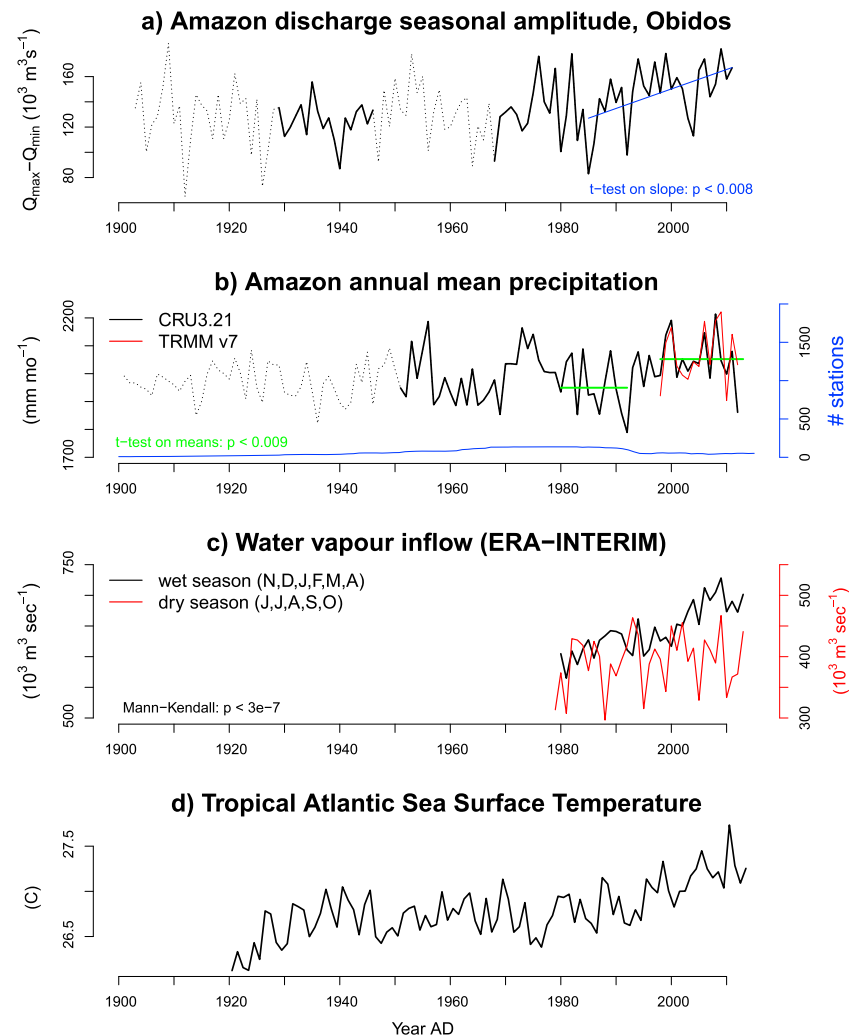 a) Amazon discharge seasonal amplitude, Obidos
Qmax−Qmin (10³ m³s⁻¹)
160
120
80
t−test on slope: p < 0.008
1900 1920 1940 1960 1980 2000
b) Amazon annual mean precipitation
(mm mo⁻¹)
2200
1700
CRU3.21
TRMM v7
t−test on means: p < 0.009
1500
1000
500
0
# stations
1900 1920 1940 1960 1980 2000
c) Water vapour inflow (ERA−INTERIM)
(10³ m³ sec⁻¹)
750
500
wet season (N,D,J,F,M,A)
dry season (J,J,A,S,O)
Mann−Kendall: p < 3e−7
500
400
300
(10³ m³ sec⁻¹)
1900 1920 1940 1960 1980 2000
d) Tropical Atlantic Sea Surface Temperature
(C)
27.5
26.5
1900 1920 1940 1960 1980 2000
Year AD